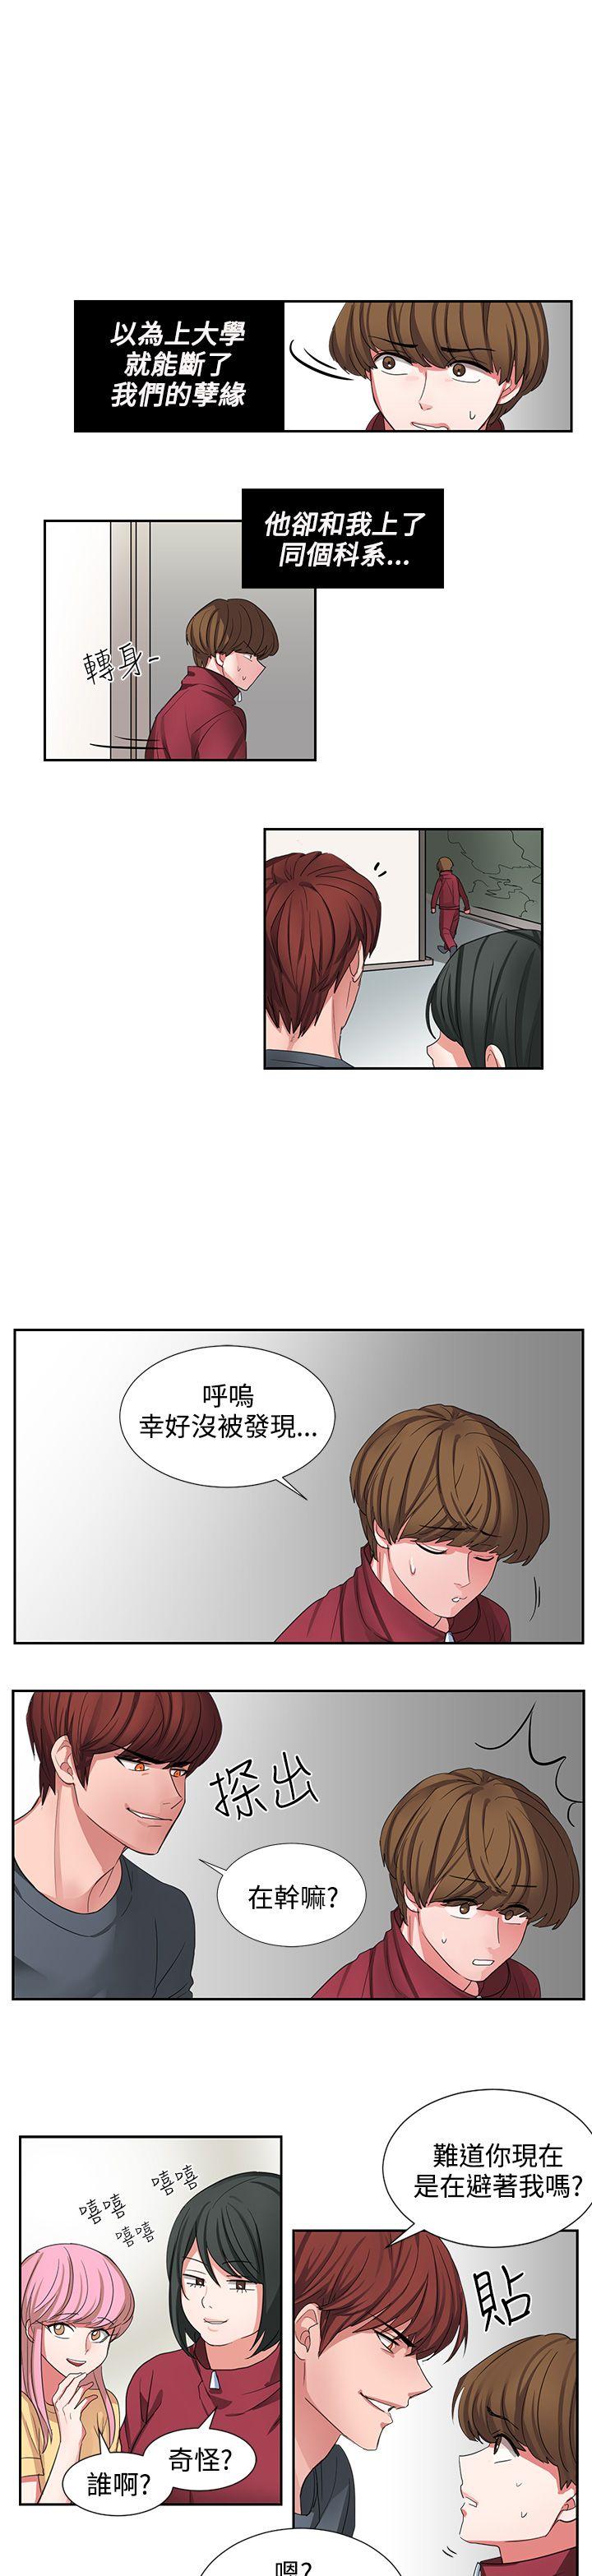 以為上大學
就能斷了
我們的孽緣
他卻和我上了
同個科系...
轉身-
呼嗚
幸好沒被發現...
探出
在幹嘛?
難道你現在
是在避著我嗎?
嘻嘻
嘻嘻
嘻嘻
貼
奇怪?
誰啊?
嗯?